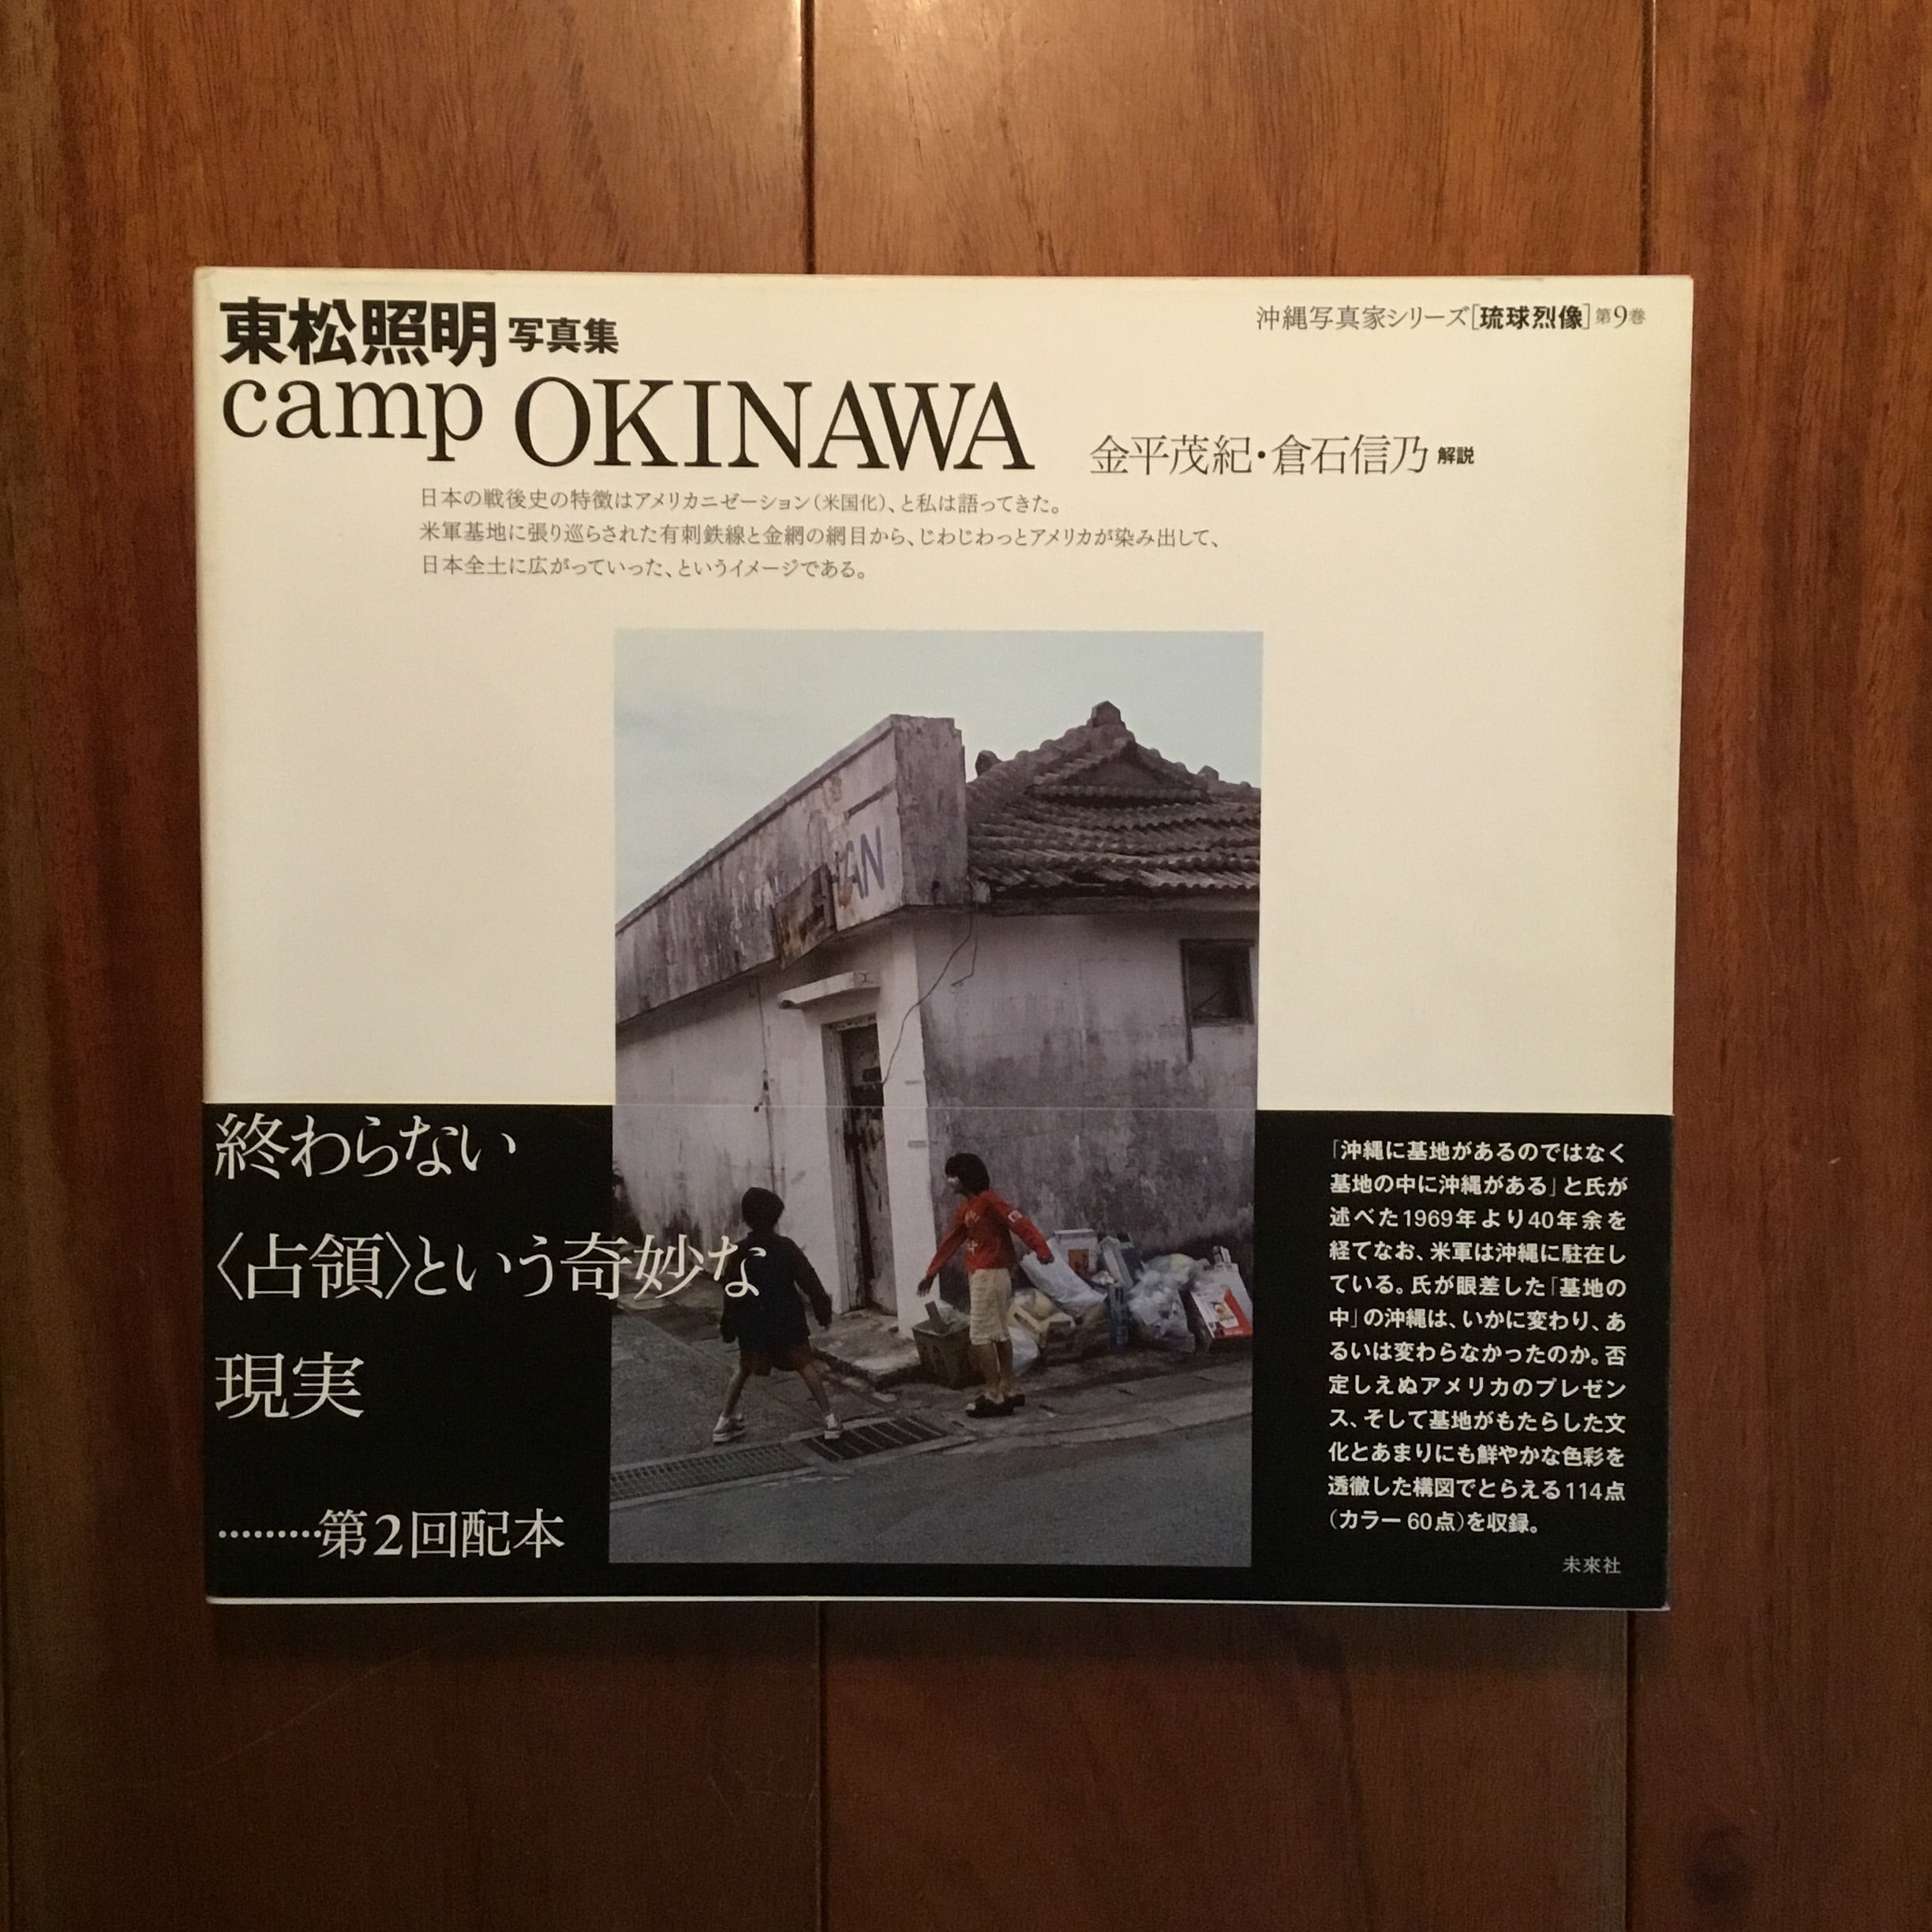 東松照明 写真集
沖縄写真家シリーズ[琉球烈像]第9巻
camp OKINAWA
金平茂紀・倉石信乃 解説
日本の戦後史の特徴はアメリカニゼーション(米国化)、と私は語ってきた。
米軍基地に張り巡らされた有刺鉄線と金網の網目から、じわじわっとアメリカが染み出して、
日本全土に広がっていった、というイメージである。
AN
終わらない
〈占領〉という奇妙な
現実
………第2回配本
「沖縄に基地があるのではなく
基地の中に沖縄がある」と氏が
述べた1969年より40年余を
経てなお、米軍は沖縄に駐在し
ている。氏が眼差した「基地の
中」の沖縄は、いかに変わり、あ
るいは変わらなかったのか。否
定しえぬアメリカのプレゼン
ス、そして基地がもたらした文
化とあまりにも鮮やかな色彩を
透徹した構図でとらえる114点
(カラー60点)を収録。
未來社